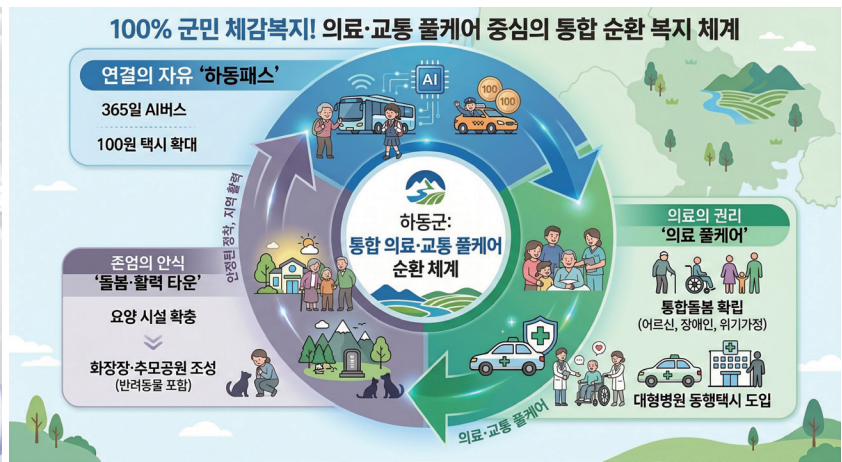 100% 군민 체감복지! 의료·교통 풀케어 중심의 통합 순환 복지 체계
연결의 자유 '하동패스'
365일 AI버스
100원 택시 확대
AI
100
100
하동군:
통합 의료·교통 풀케어
순환 체계
의료의 권리
'의료 풀케어'
통합돌봄 확립
(어르신, 장애인, 위기가정)
대형병원 동행택시 도입
의료·교통 풀케어
존엄의 안식
'돌봄·활력 타운'
요양 시설 확충
화장장·추모공원 조성
(반려동물 포함)
안정된 정착, 지역 활력